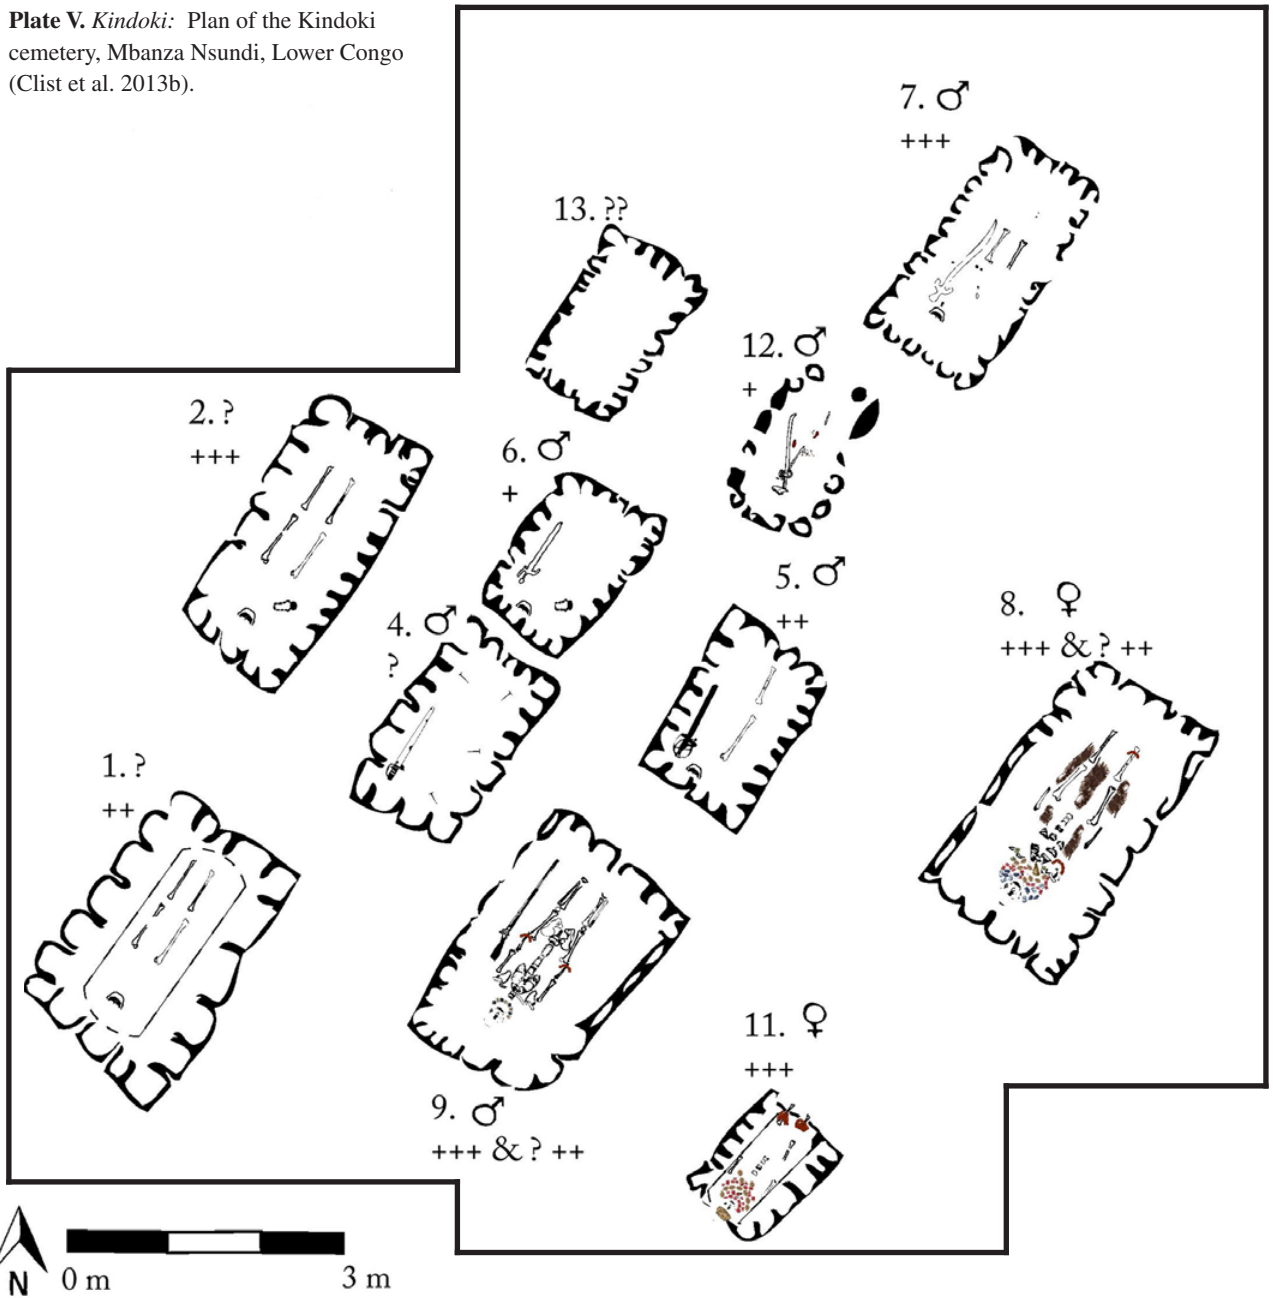 Plate V. Kindoki: Plan of the Kindoki
cemetery, Mbanza Nsundi, Lower Congo
(Clist et al. 2013b).
7. ♂
+++
13. ??
12. ♂
+
2. ?
+++
6. ♂
+
5. ♂
++
8. ♀
+++ & ? ++
4. ♂
?
1. ?
++
11. ♀
+++
9. ♂
+++ & ? ++
N
0 m
3 m